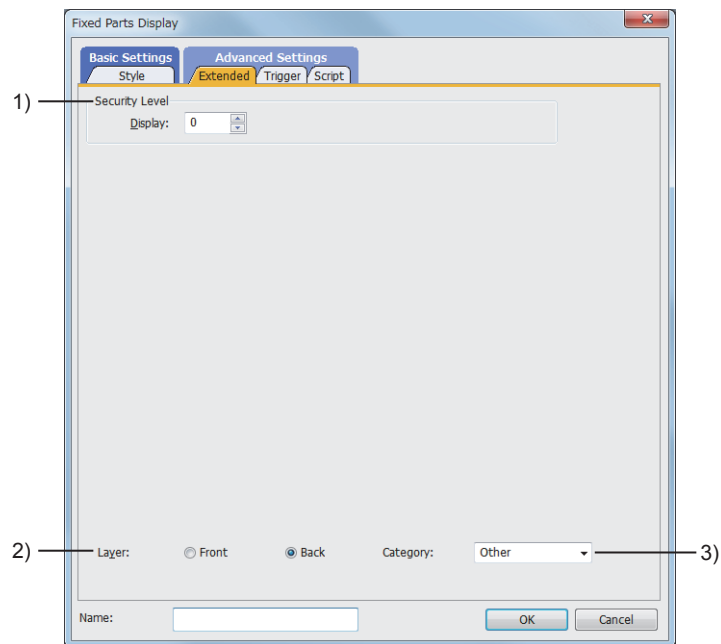 Fixed Parts Display
x
Basic Settings Advanced Settings
Style Extended Trigger Script
1) Security Level
Display: 0
2) Layer: Front Back Category: Other 3)
Name: OK Cancel